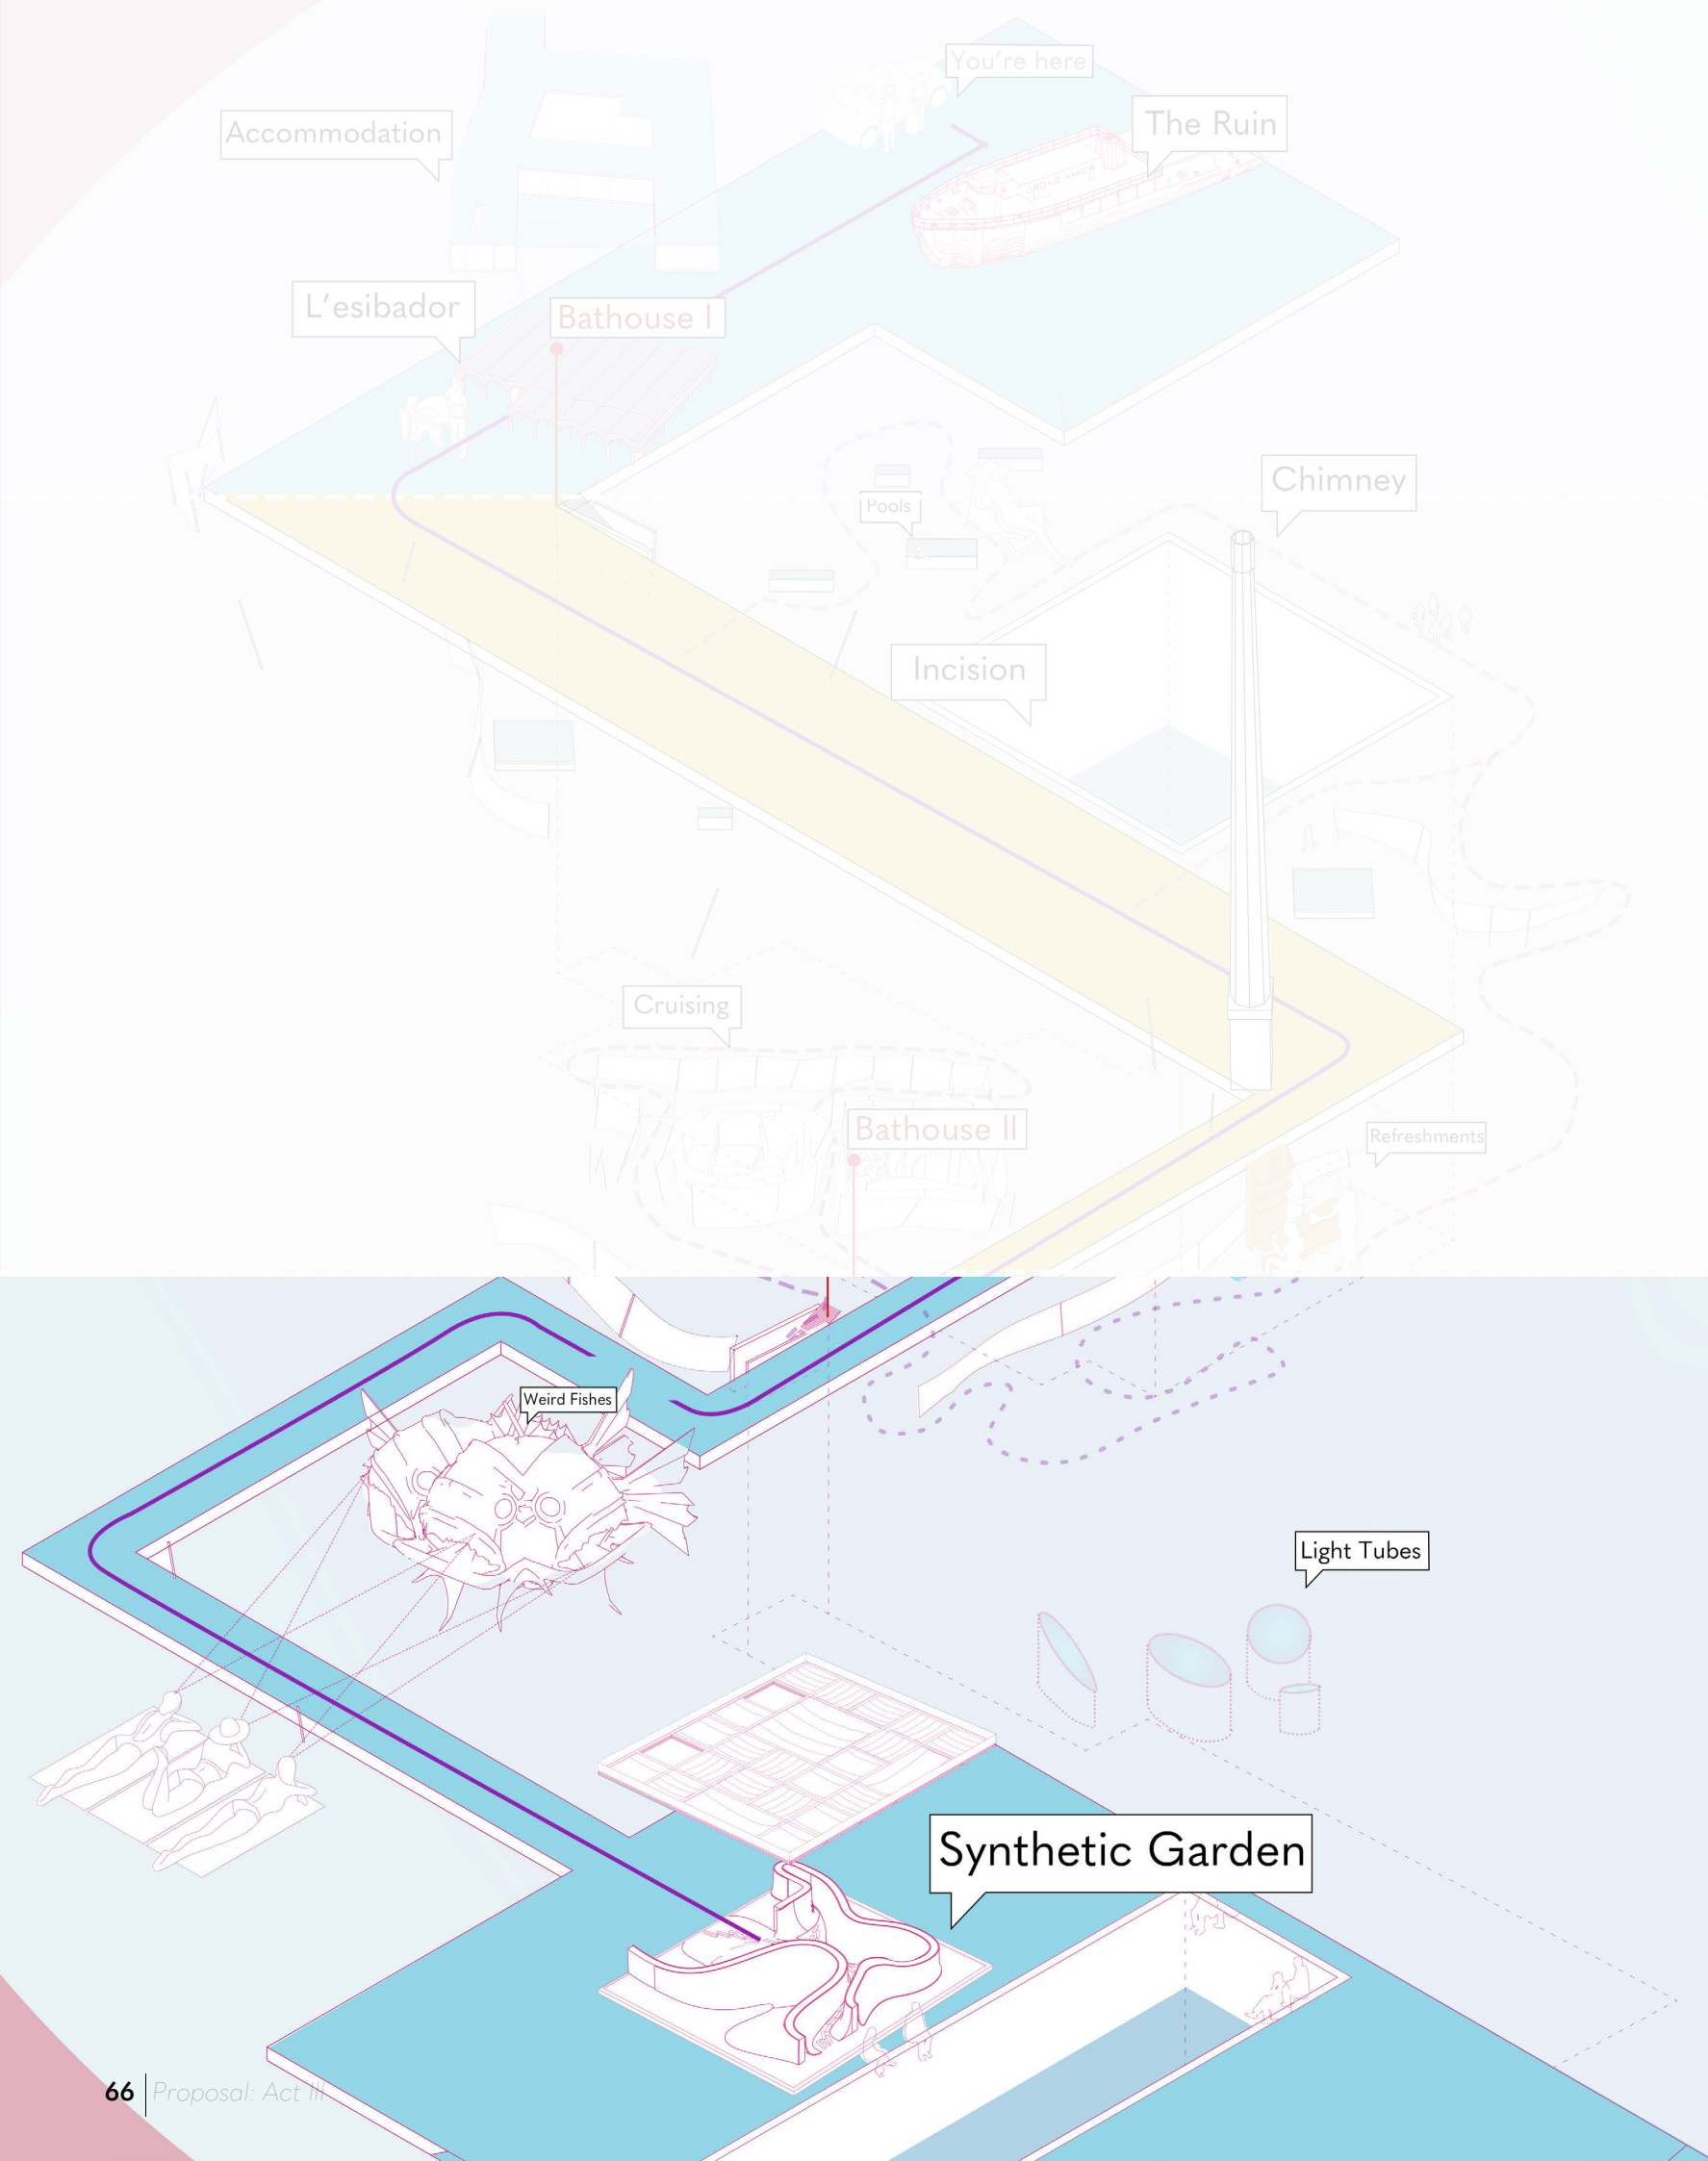 You're here
The Ruin
Accommodation
L'esibador
Bathouse I
Chimney
Pools
Incision
Cruising
Bathouse II
Refreshments
Weird Fishes
Light Tubes
Synthetic Garden
66 Proposal: Act III